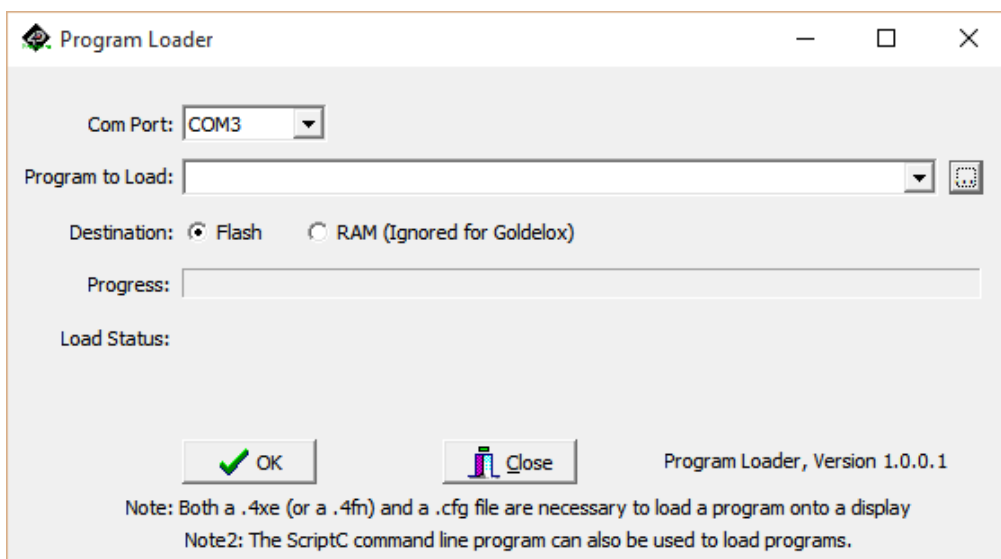 Program Loader
Com Port: COM3
Program to Load: ...
Destination: Flash RAM (Ignored for Goldelox)
Progress:
Load Status:
OK Close Program Loader, Version 1.0.0.1
Note: Both a .4xe (or a .4fn) and a .cfg file are necessary to load a program onto a display
Note2: The ScriptC command line program can also be used to load programs.